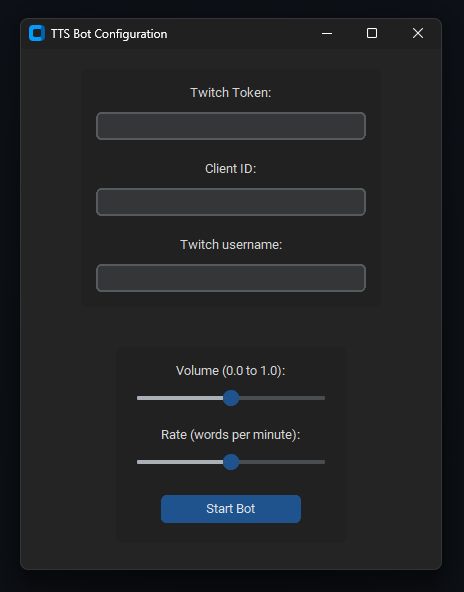 TTS Bot Configuration
Twitch Token:
Client ID:
Twitch username:
Volume (0.0 to 1.0):
Rate (words per minute):
Start Bot